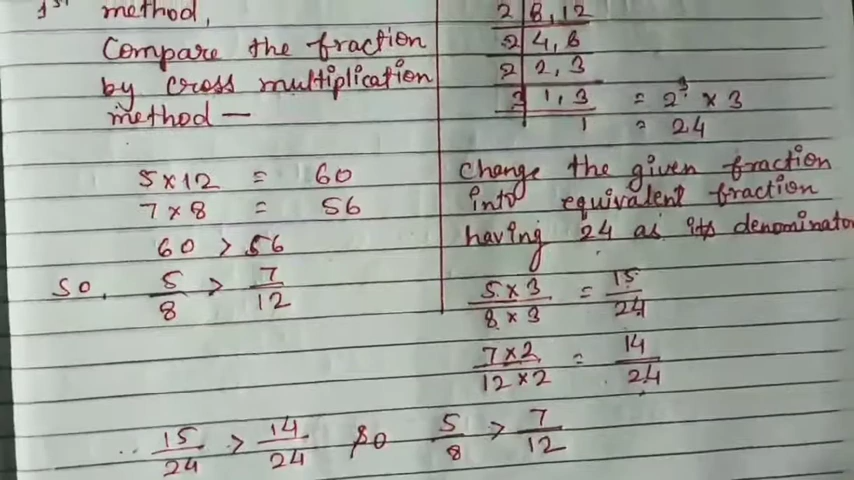 1st method,
Compare the fraction
by cross multiplication
method —
5 × 12 = 60
7 × 8 = 56
60 > 56
So, 5/8 > 7/12
2 | 8, 12
2 | 4, 6
2 | 2, 3
3 | 1, 3 = 2³ × 3
1 = 24
Change the given fraction
into equivalent fraction
having 24 as its denominator
5 × 3 / 8 × 3 = 15/24
7 × 2 / 12 × 2 = 14/24
.. 15/24 > 14/24 So 5/8 > 7/12